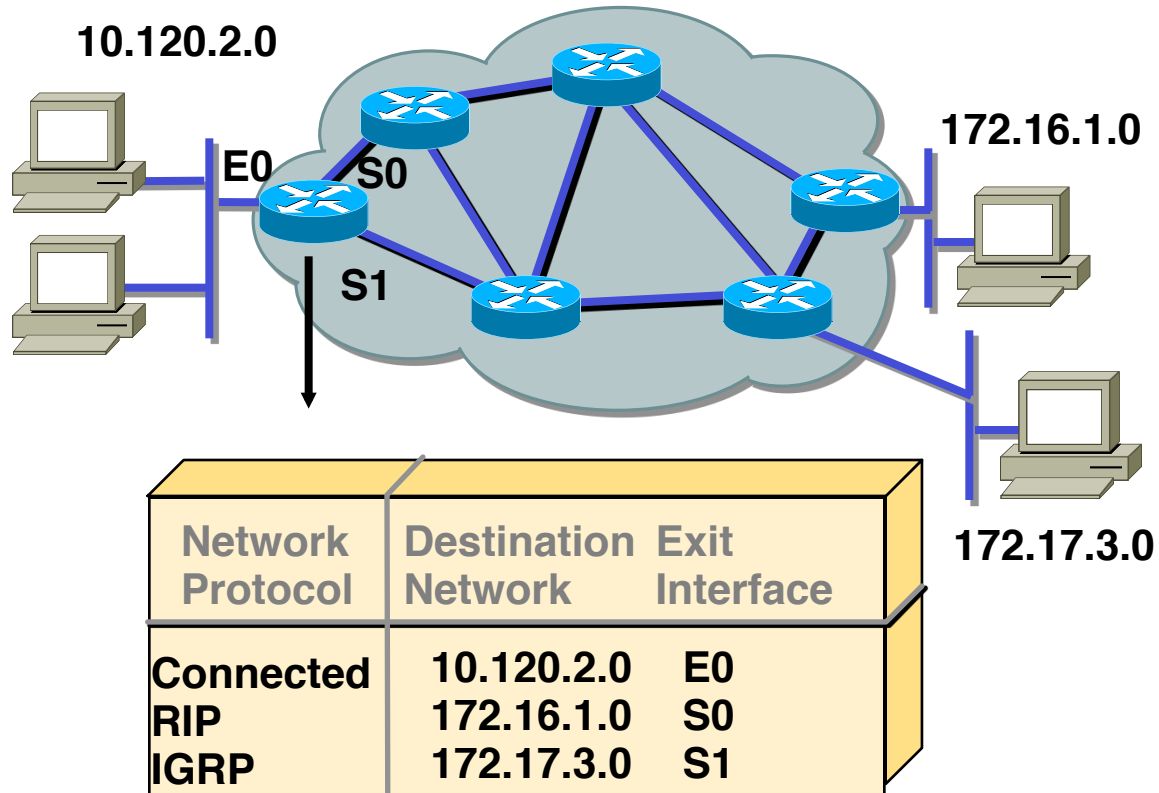 10.120.2.0
172.16.1.0
E0
S0
S1
172.17.3.0
Network Protocol
Destination Network
Exit Interface
Connected 10.120.2.0 E0
RIP 172.16.1.0 S0
IGRP 172.17.3.0 S1